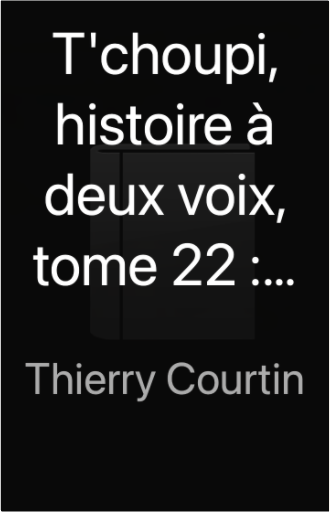 T'choupi,
histoire à
deux voix,
tome 22 :...
Thierry Courtin